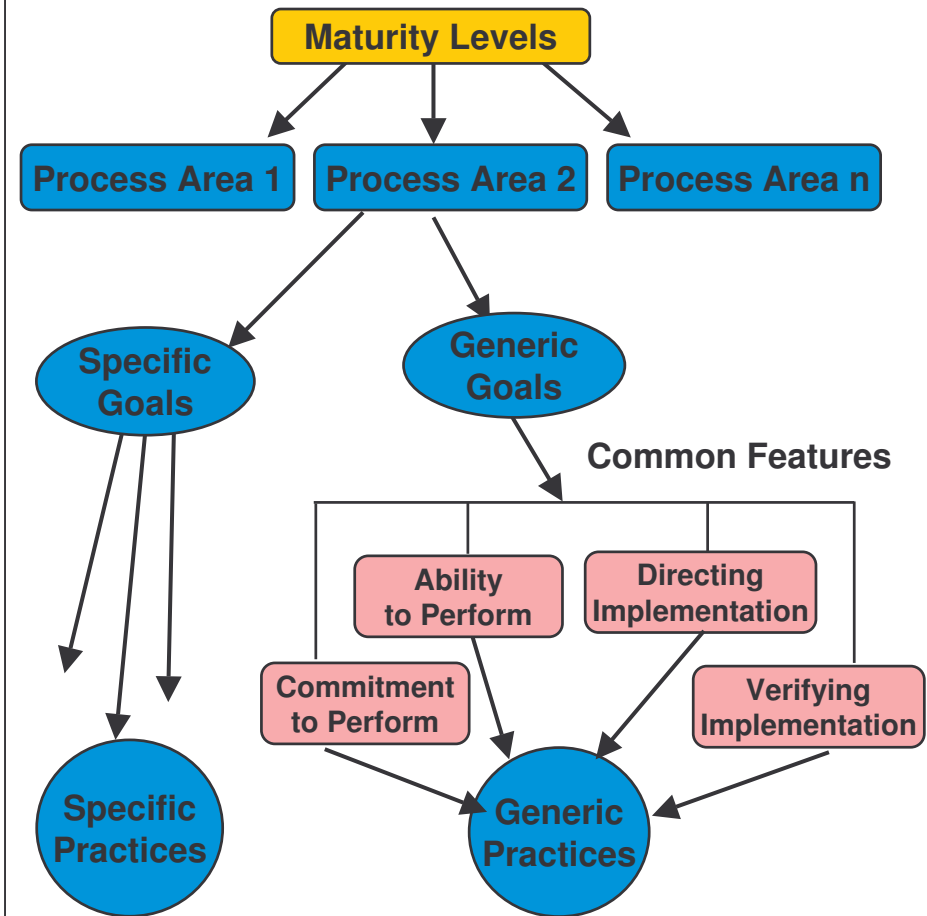 Maturity Levels
Process Area 1
Process Area 2
Process Area n
Specific
Goals
Generic
Goals
Common Features
Ability
to Perform
Directing
Implementation
Commitment
to Perform
Verifying
Implementation
Specific
Practices
Generic
Practices